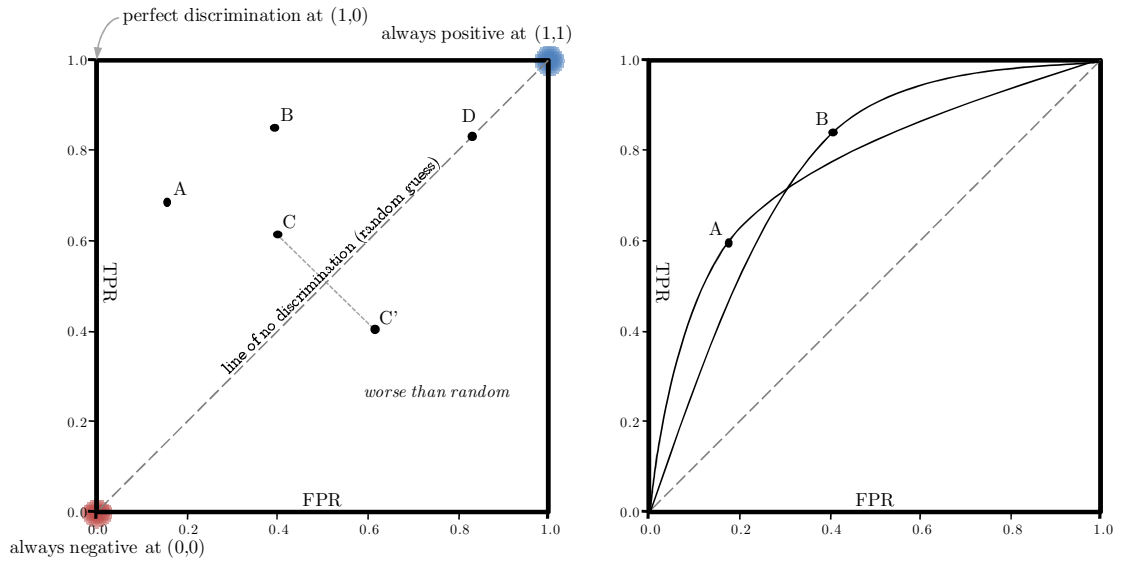 perfect discrimination at (1,0)
always positive at (1,1)
1.0
B
D
0.8
A
C
0.6
line of no discrimination (random guess)
TPR
C’
0.4
worse than random
0.2
FPR
0.0
0.0 0.2 0.4 0.6 0.8 1.0
always negative at (0,0)
1.0
B
0.8
A
0.6
TPR
0.4
0.2
FPR
0.0
0.0 0.2 0.4 0.6 0.8 1.0